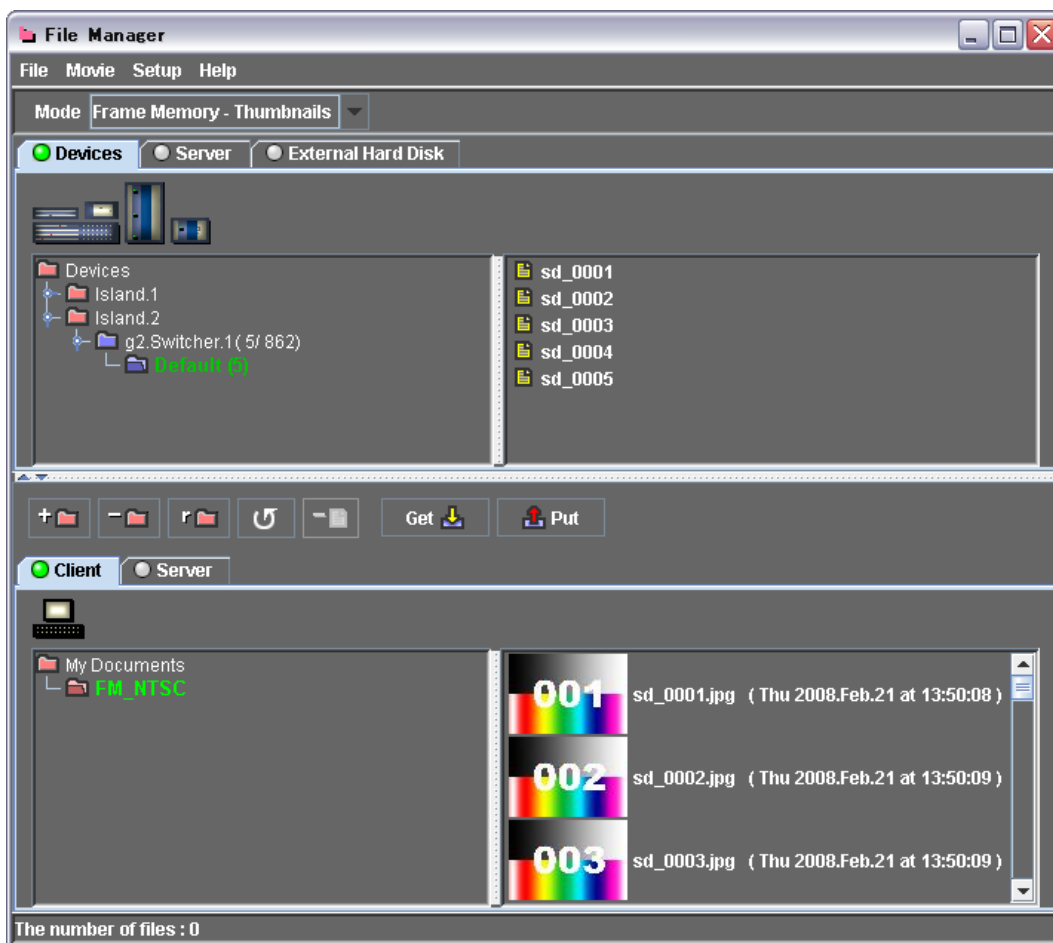 File Manager
File Movie Setup Help
Mode Frame Memory - Thumbnails
Devices Server External Hard Disk
Devices
Island.1
Island.2
g2.Switcher.1( 5/ 862)
Default (5)
sd_0001
sd_0002
sd_0003
sd_0004
sd_0005
+ - r - Get Put
Client Server
My Documents
FM_NTSC
001 sd_0001.jpg ( Thu 2008.Feb.21 at 13:50:08 )
002 sd_0002.jpg ( Thu 2008.Feb.21 at 13:50:09 )
003 sd_0003.jpg ( Thu 2008.Feb.21 at 13:50:09 )
The number of files : 0